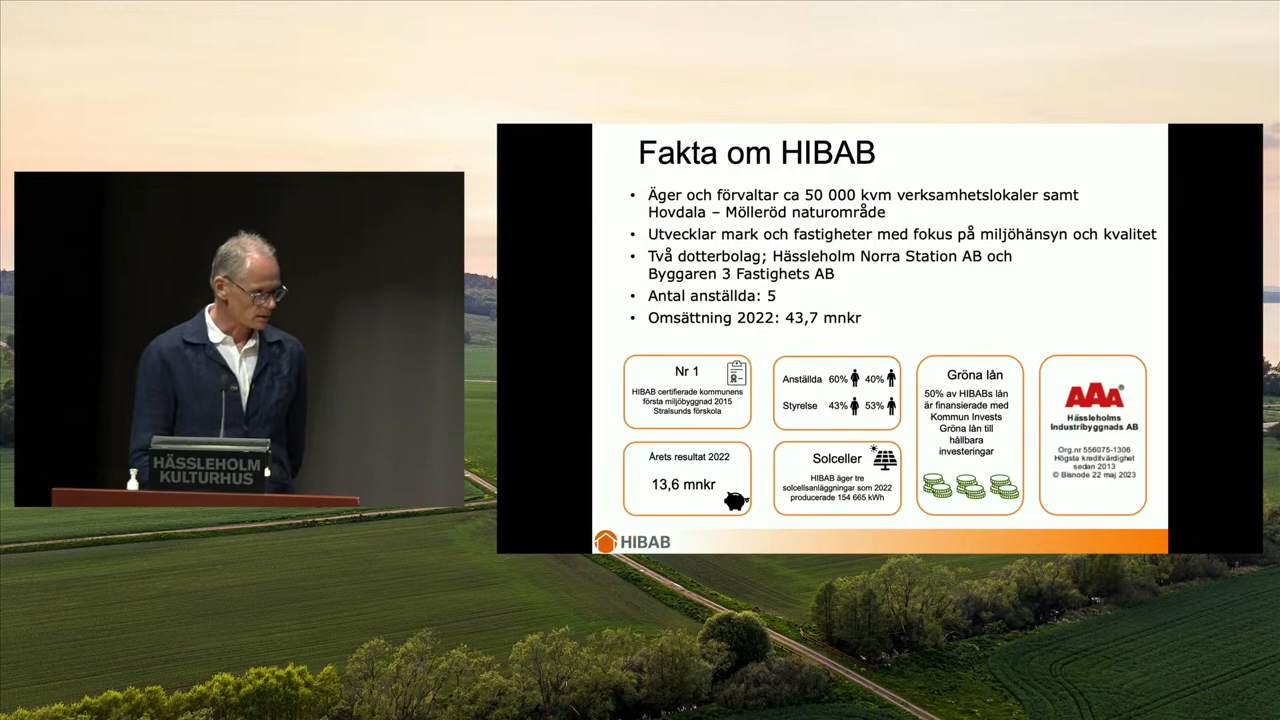 HÄSSLEHOLM
KULTURHUS
Fakta om HIBAB
• Äger och förvaltar ca 50 000 kvm verksamhetslokaler samt
Hovdala – Mölleröd naturområde
• Utvecklar mark och fastigheter med fokus på miljöhänsyn och kvalitet
• Två dotterbolag; Hässleholm Norra Station AB och
Byggaren 3 Fastighets AB
• Antal anställda: 5
• Omsättning 2022: 43,7 mnkr
Nr 1
HIBAB certifierade kommunens
första miljöbyggnad 2015
Stralsunds förskola
Anställda 60% 40%
Styrelse 43% 53%
Gröna lån
50% av HIBABs lån
är finansierade med
Kommun Invests
Gröna lån till
hållbara
investeringar
AAA®
Hässleholms
Industribyggnads AB
Org.nr 556075-1306
Högsta kreditvärdighet
sedan 2013
© Bisnode 22 maj 2023
Årets resultat 2022
13,6 mnkr
Solceller
HIBAB äger tre
solcellsanläggningar som 2022
producerade 154 665 kWh
HIBAB